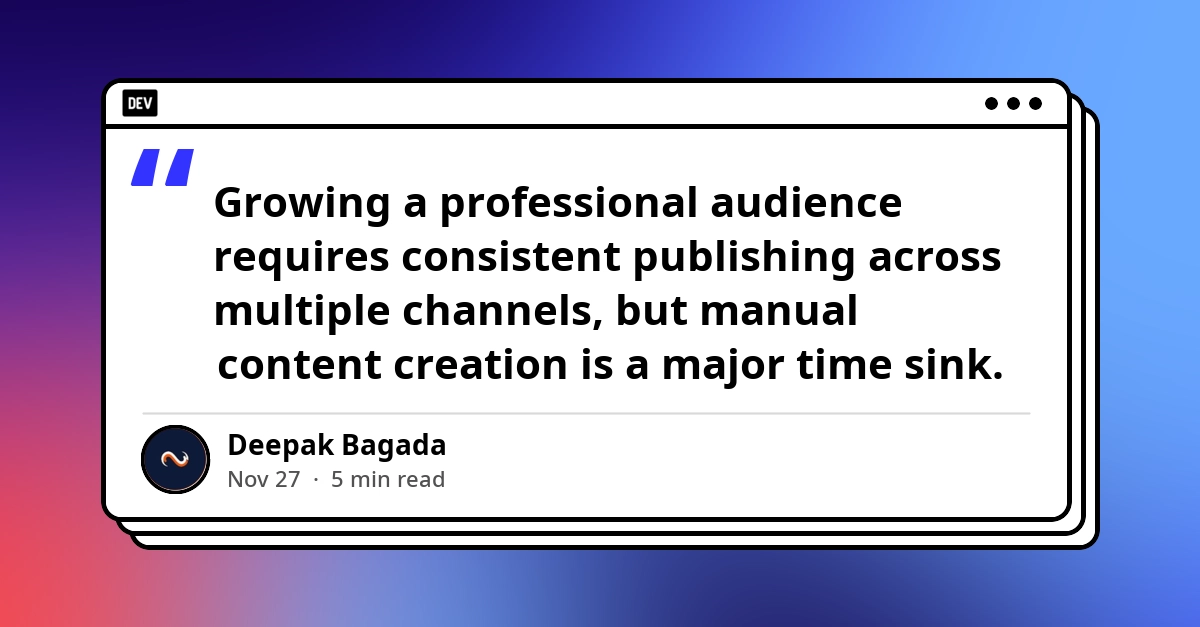 DEV
“
Growing a professional audience
requires consistent publishing across
multiple channels, but manual
content creation is a major time sink.
Deepak Bagada
Nov 27 · 5 min read